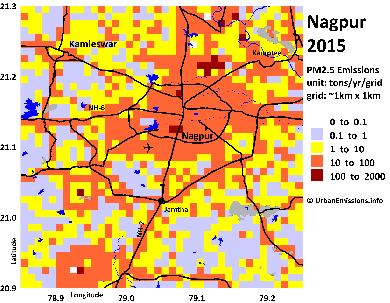 Nagpur
2015
PM2.5 Emissions
unit: tons/yr/grid
grid: ~1km x 1km
0 to 0.1
0.1 to 1
1 to 10
10 to 100
100 to 2000
© UrbanEmissions.info
21.3
21.2
21.1
21.0
20.9
Latitude
78.9
79.0
79.1
79.2
Longitude
Kamleswar
Kamptee
NH-6
Nagpur
Jamtha
NH-7